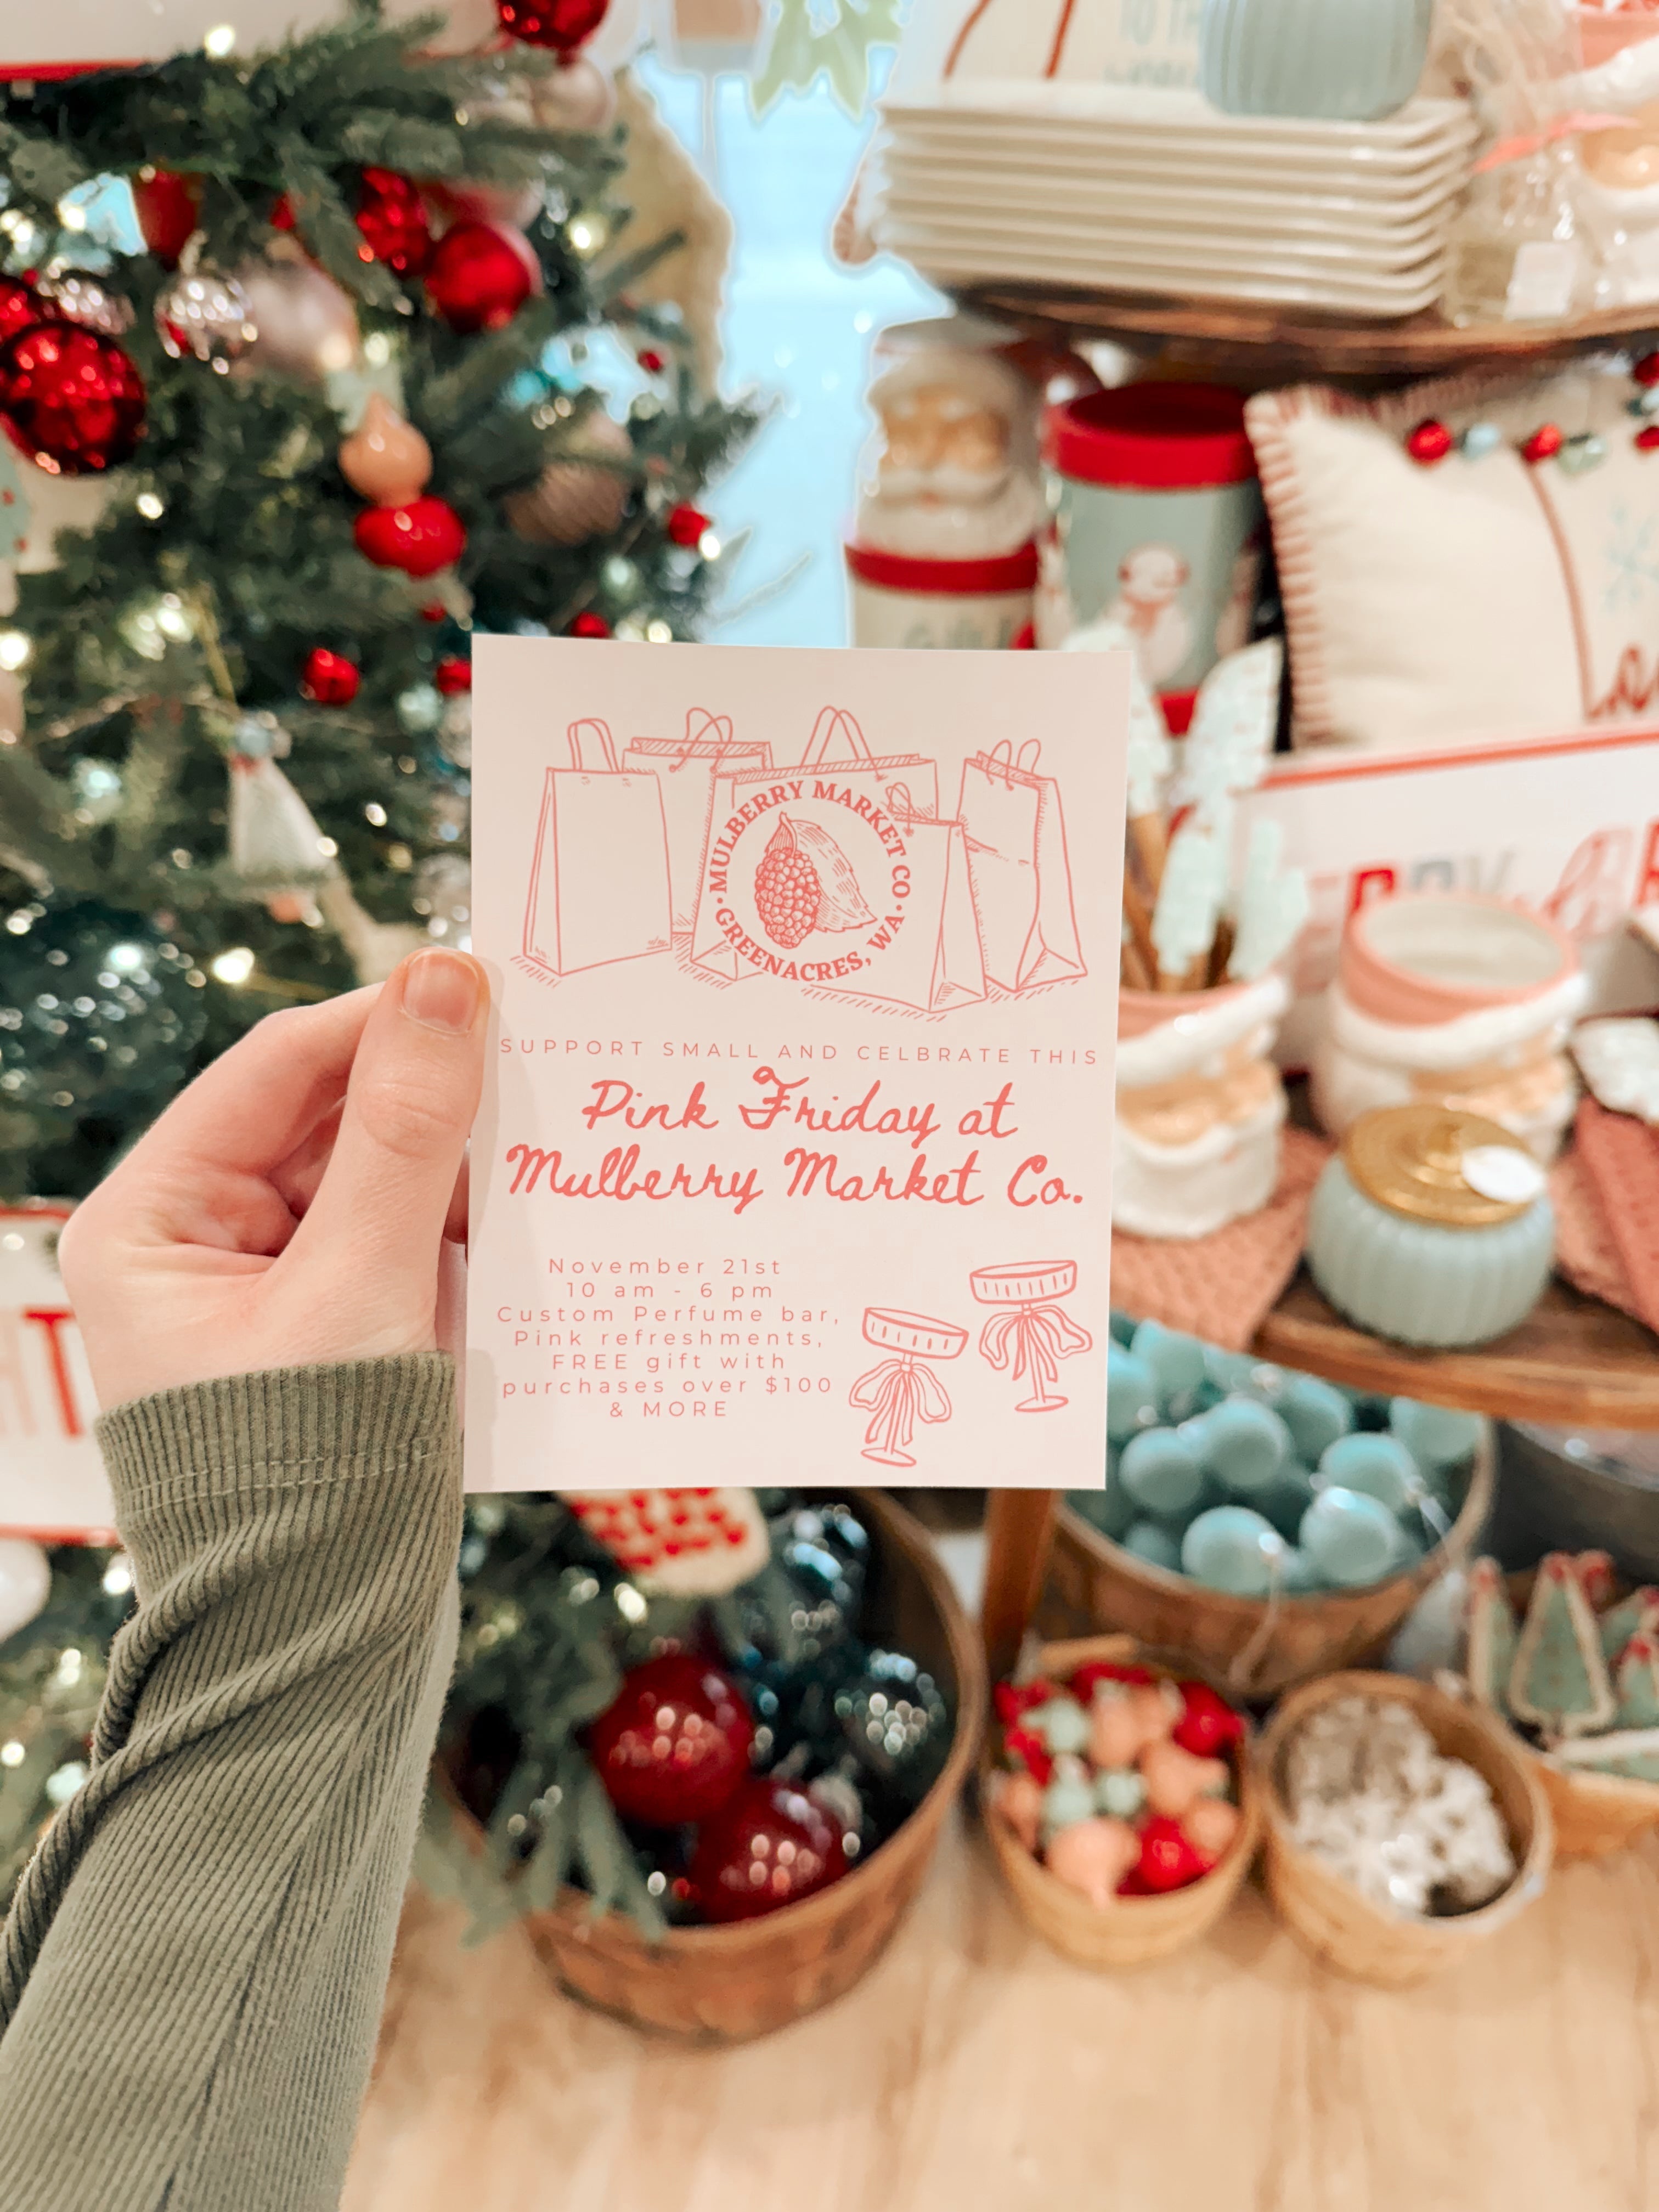 MULBERRY MARKET CO
GREENACRES, WA
SUPPORT SMALL AND CELBRATE THIS
Pink Friday at
Mulberry Market Co.
November 21st
10 am - 6 pm
Custom Perfume bar,
Pink refreshments,
FREE gift with
purchases over $100
& MORE